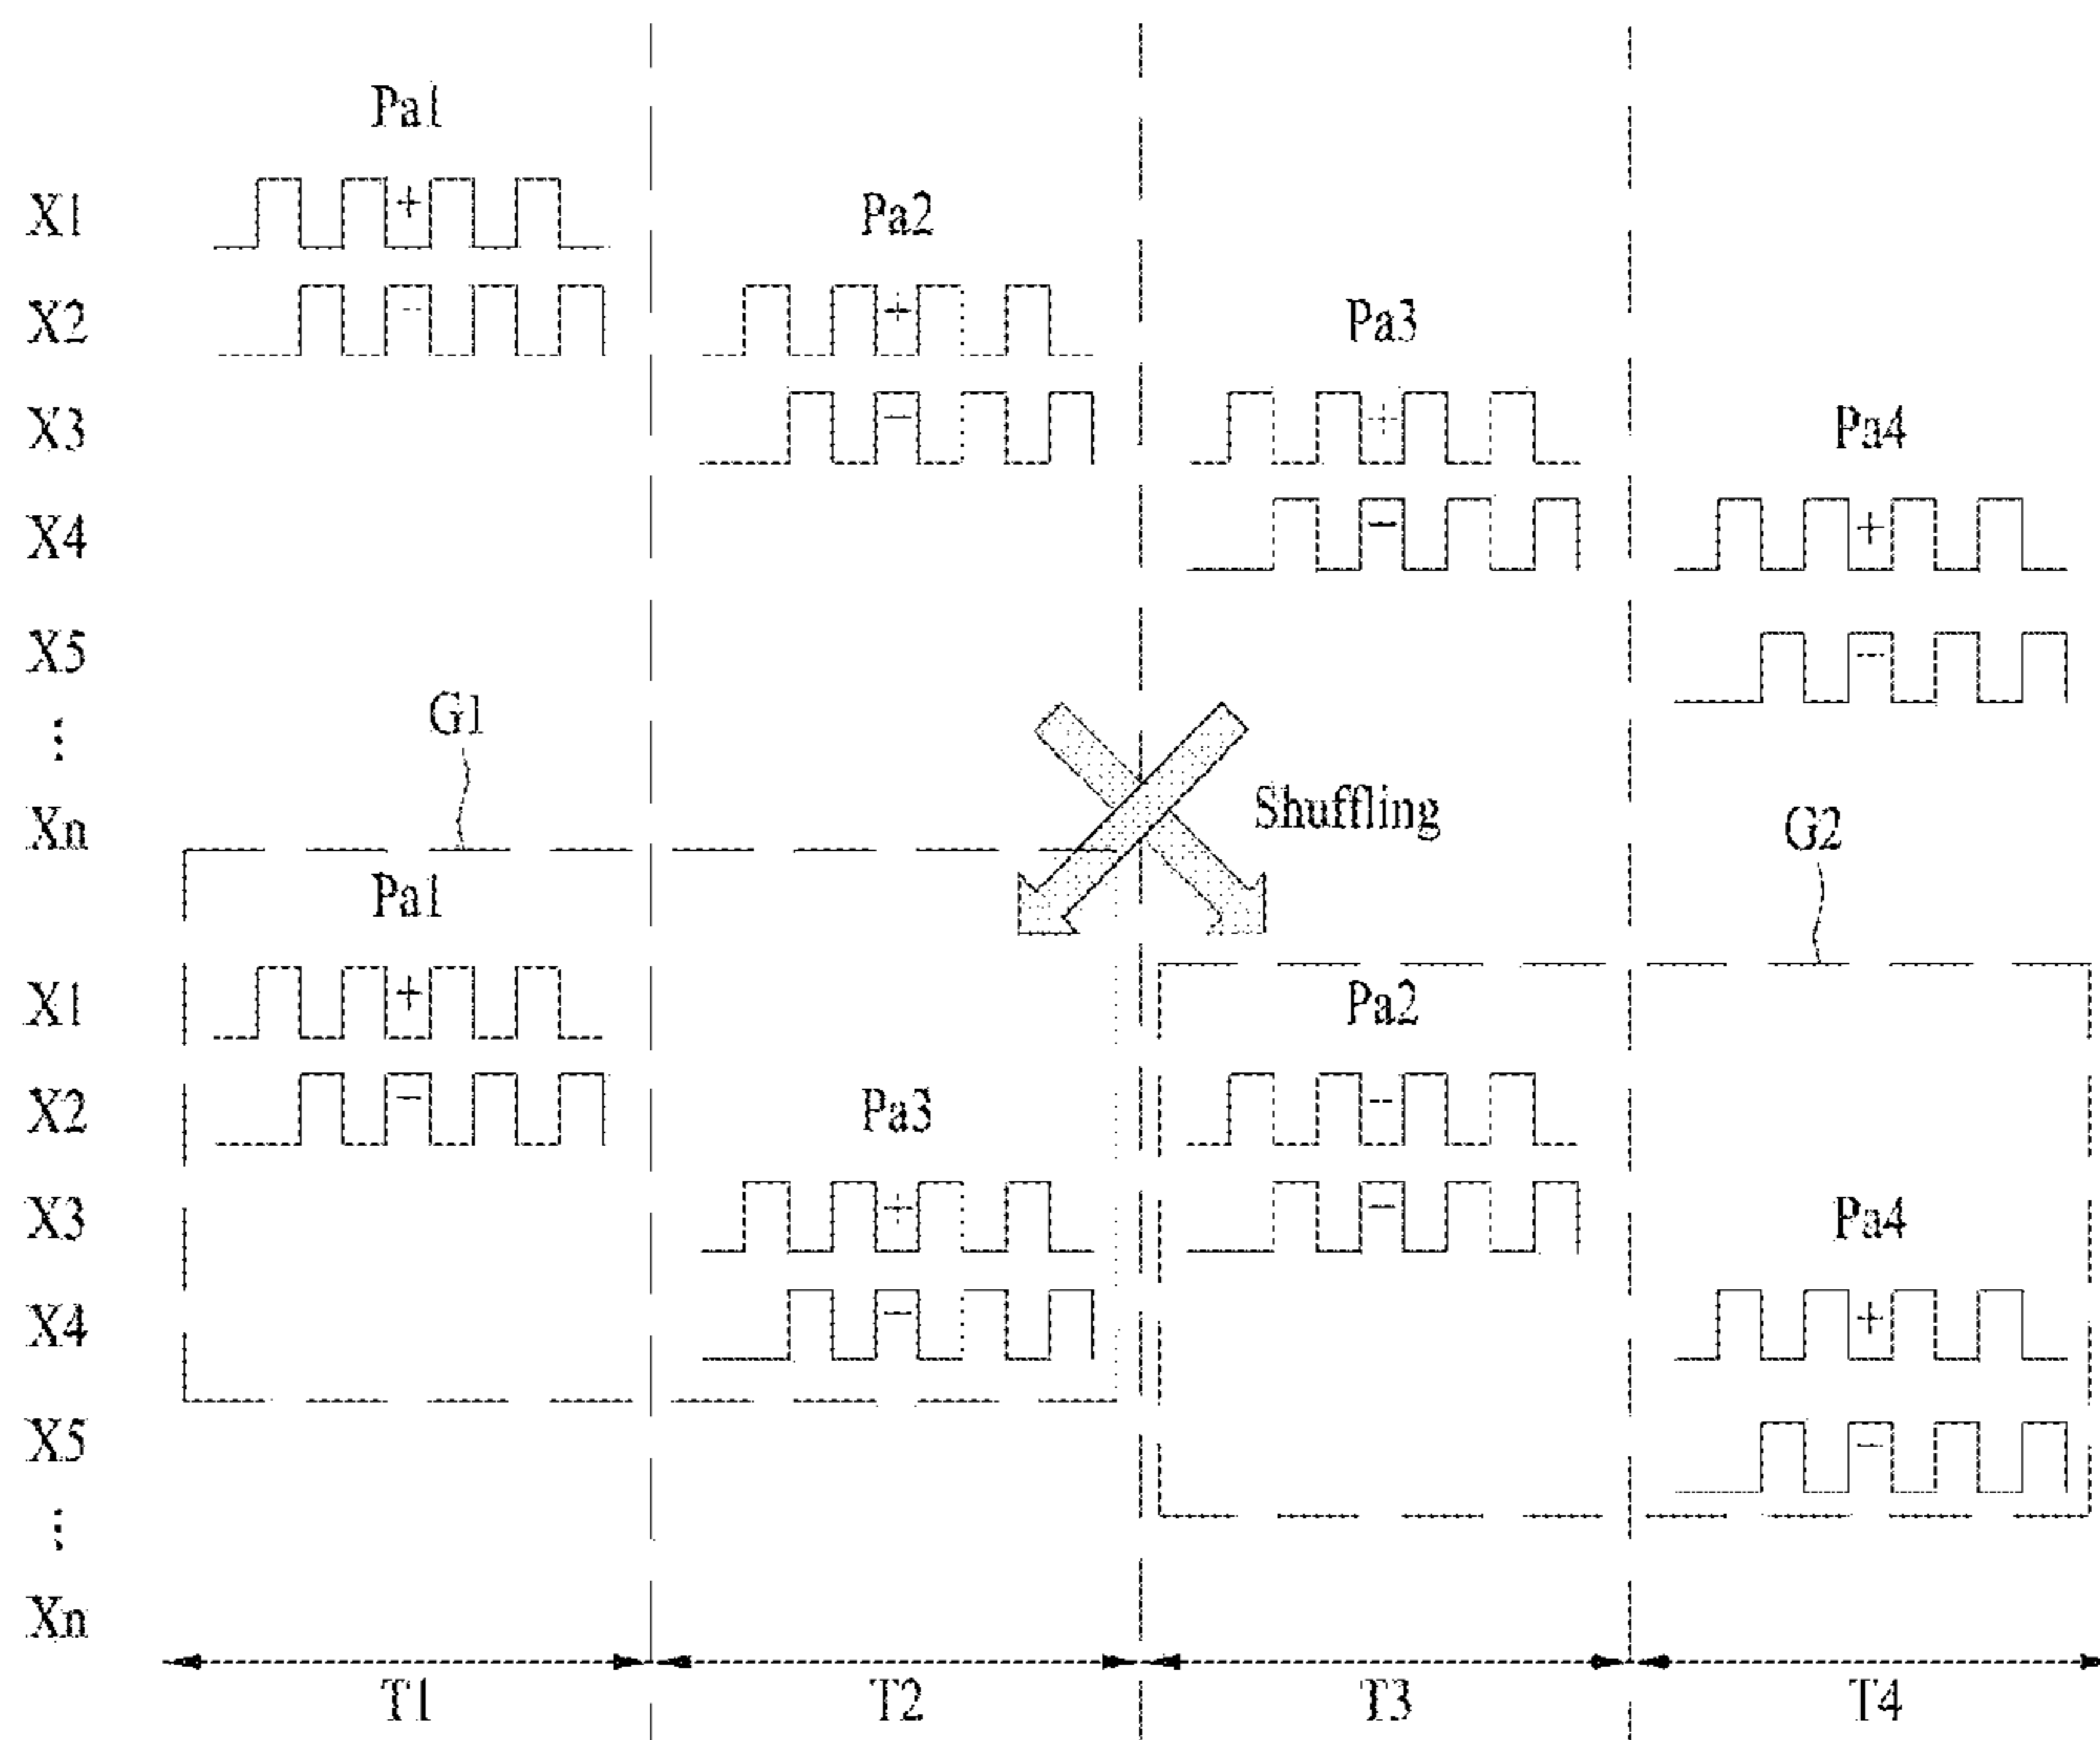 Pa1
X1 + Pa2
X2 - + Pa3
X3 - + Pa4
X4 - +
X5 -
G1
⋮
Xn Shuffling G2
Pa1
X1 + Pa2
X2 - Pa3 -
X3 + - Pa4
X4 - +
X5 -
⋮
Xn
T1 T2 T3 T4